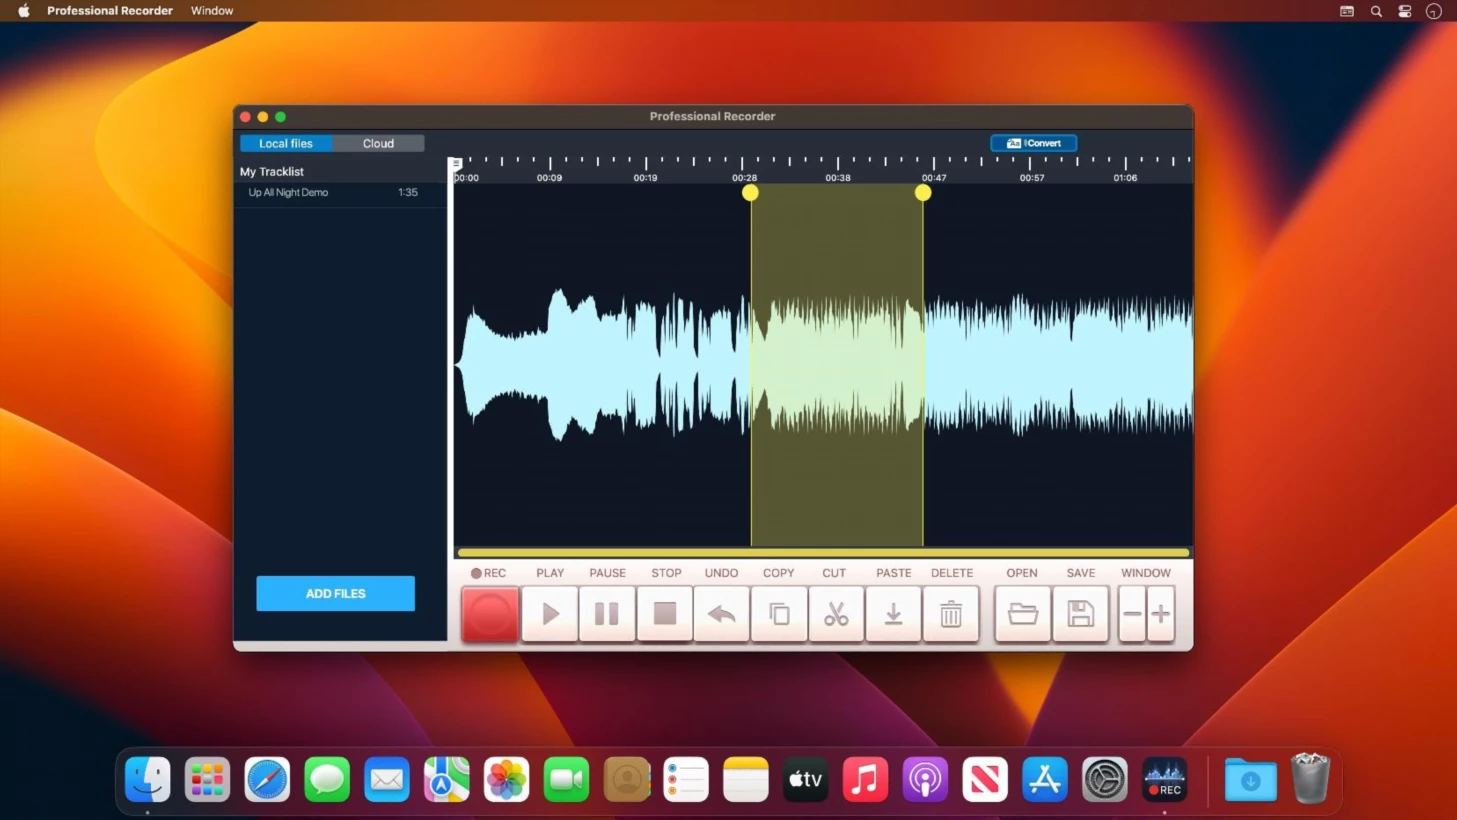 Professional Recorder Window
Professional Recorder
Local files Cloud
Convert
My Tracklist
Up All Night Demo 1:35
00:00 00:09 00:19 00:28 00:38 00:47 00:57 01:06
REC PLAY PAUSE STOP UNDO COPY CUT PASTE DELETE OPEN SAVE WINDOW
ADD FILES
tv
REC